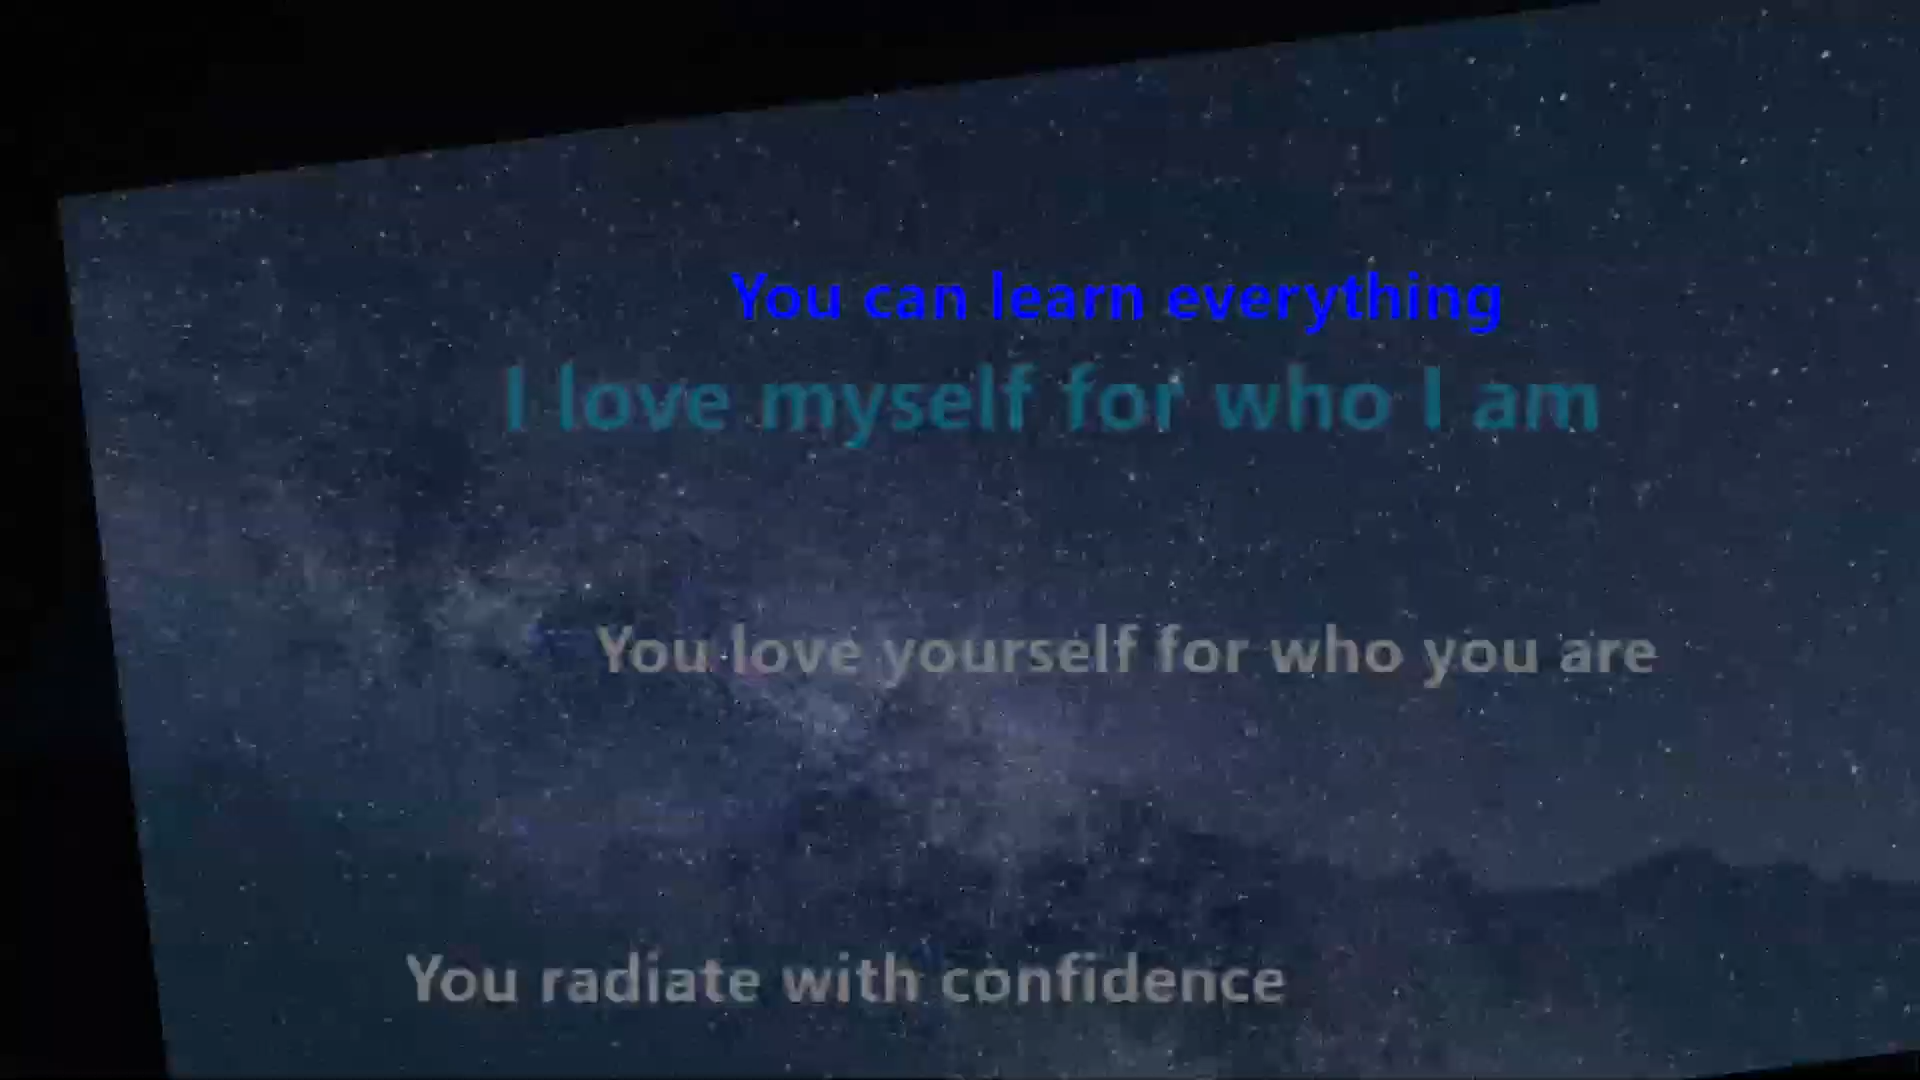 You can learn everything
I love myself for who I am
You love yourself for who you are
You radiate with confidence